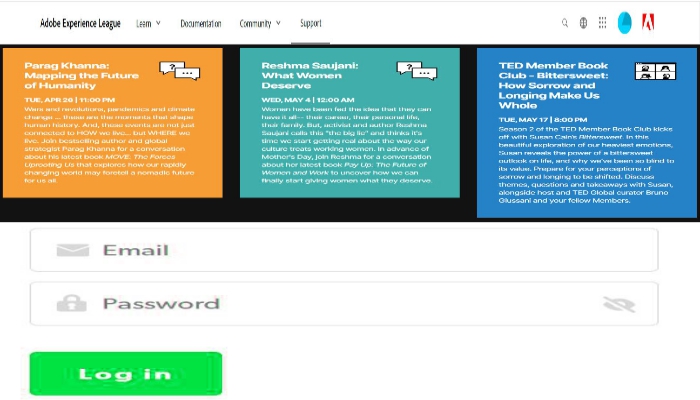 Adobe Experience League Learn Documentation Community Support
Parag Khanna:
Mapping the Future
of Humanity
TUE, APR 26 | 11:00 PM
Wars and revolutions, pandemics and climate
change ... these are the moments that shape
human history. And, those events are not just
connected to HOW we live... but WHERE we
live. Join bestselling author and global
strategist Parag Khanna for a conversation
about his latest book MOVE: The Forces
Uprooting Us that explores how our rapidly
changing world may foretell a nomadic future
for us all.
Reshma Saujani:
What Women
Deserve
WED, MAY 4 | 12:00 AM
Women have been fed the idea that they can
have it all-- their career, their personal life,
their family. But, activist and author Reshma
Saujani calls this "the big lie" and thinks it's
time we start getting real about the way our
culture treats working women. In advance of
Mother's Day, join Reshma for a conversation
about her latest book Pay Up: The Future of
Women and Work to uncover how we can
finally start giving women what they deserve.
TED Member Book
Club - Bittersweet:
How Sorrow and
Longing Make Us
Whole
TUE, MAY 17 | 8:00 PM
Season 2 of the TED Member Book Club kicks
off with Susan Cain's Bittersweet. In this
beautiful exploration of our heaviest emotions,
Susan reveals the power of a bittersweet
outlook on life, and why we've been so blind to
its value. Prepare for your perceptions of
sorrow and longing to be shifted. Discuss
themes, questions and takeaways with Susan,
alongside host and TED Global curator Bruno
Giussani and your fellow Members.
Email
Password
Log in